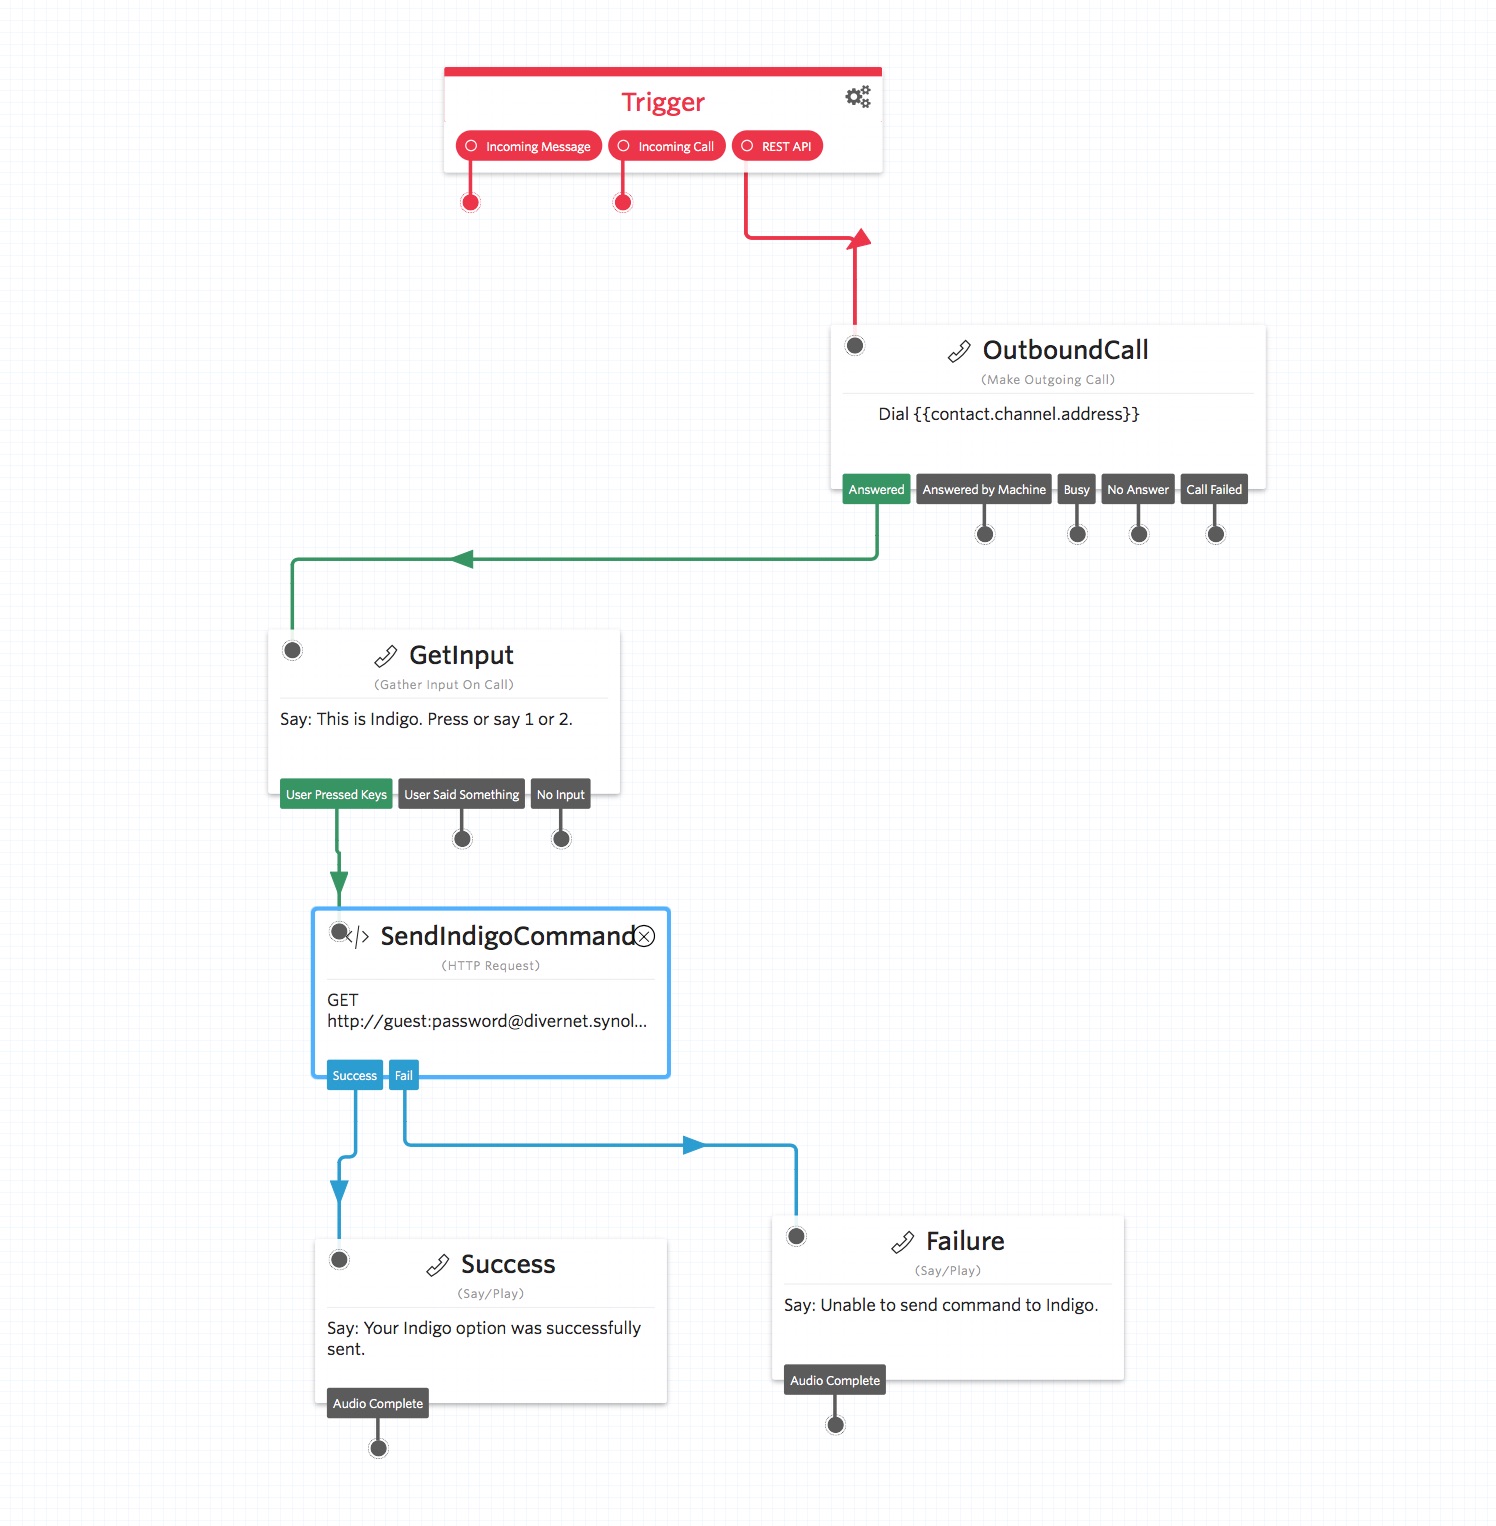 Trigger
Incoming Message
Incoming Call
REST API
OutboundCall
(Make Outgoing Call)
Dial {{contact.channel.address}}
Answered
Answered by Machine
Busy
No Answer
Call Failed
GetInput
(Gather Input On Call)
Say: This is Indigo. Press or say 1 or 2.
User Pressed Keys
User Said Something
No Input
</> SendIndigoCommand
(HTTP Request)
GET
http://guest:password@divernet.synol...
Success
Fail
Success
(Say/Play)
Say: Your Indigo option was successfully
sent.
Audio Complete
Failure
(Say/Play)
Say: Unable to send command to Indigo.
Audio Complete